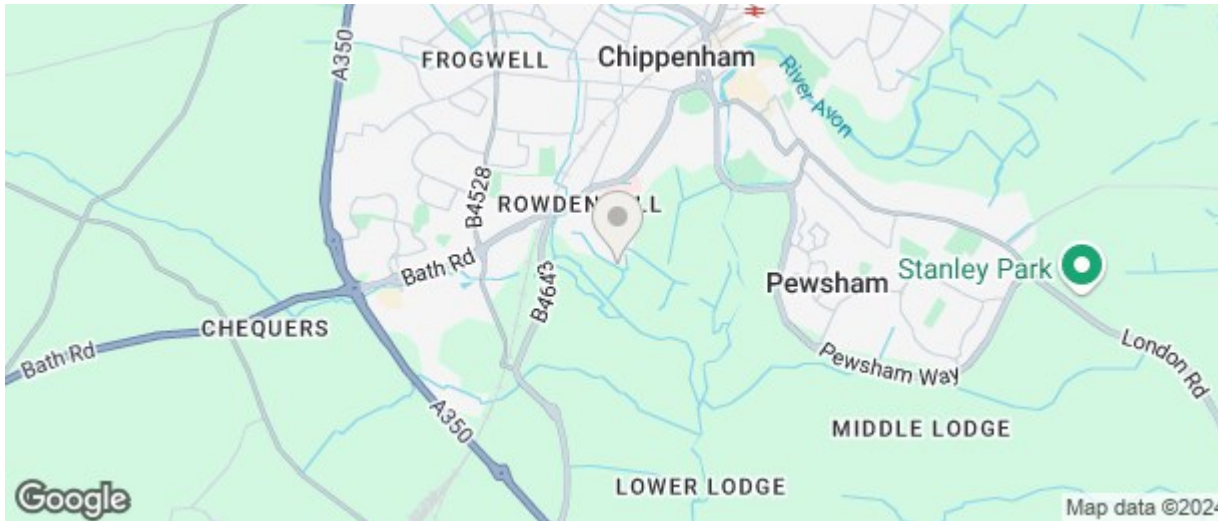 A350
FROGWELL
Chippenham
River Avon
B4528
ROWDEN
LL
Bath Rd
B4643
Pewsham
Stanley Park
CHEQUERS
Bath Rd
Pewsham Way
London Rd
A350
MIDDLE LODGE
LOWER LODGE
Google
Map data ©2024